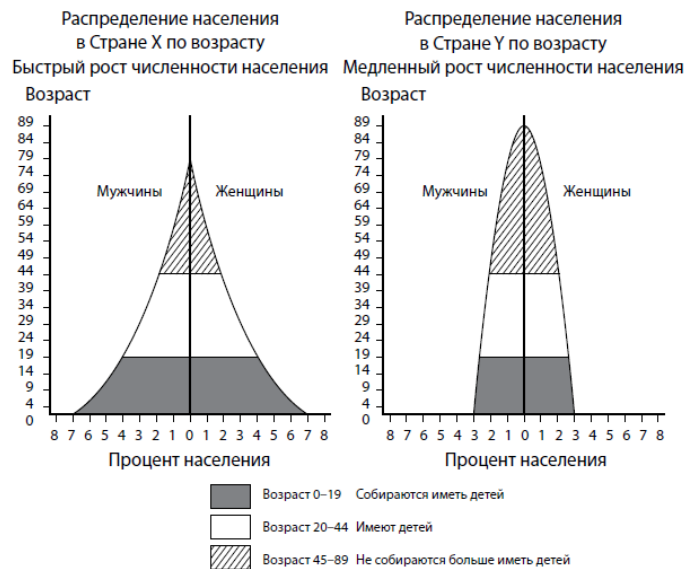 Распределение населения
в Стране X по возрасту
Быстрый рост численности населения
Возраст
89
84
79
74
69
64
59
54
49
44
39
34
29
24
19
14
9
4
0
Мужчины Женщины
8 7 6 5 4 3 2 1 0 1 2 3 4 5 6 7 8
Процент населения
Распределение населения
в Стране Y по возрасту
Медленный рост численности населения
Возраст
89
84
79
74
69
64
59
54
49
44
39
34
29
24
19
14
9
4
0
Мужчины Женщины
8 7 6 5 4 3 2 1 0 1 2 3 4 5 6 7 8
Процент населения
Возраст 0–19 Собираются иметь детей
Возраст 20–44 Имеют детей
Возраст 45–89 Не собираются больше иметь детей